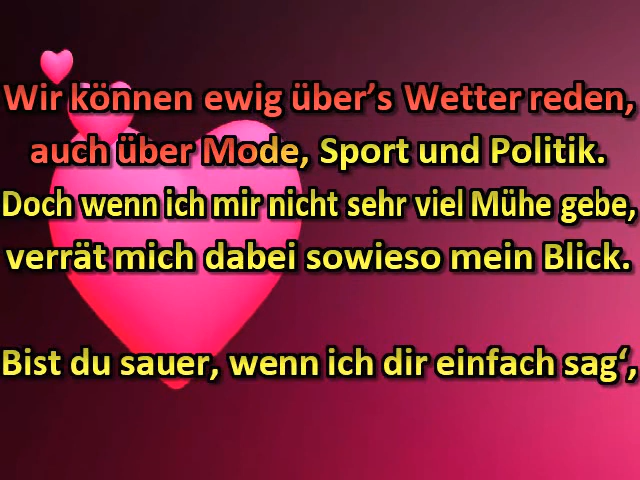 Wir können ewig über’s Wetter reden,
auch über Mode, Sport und Politik.
Doch wenn ich mir nicht sehr viel Mühe gebe,
verrät mich dabei sowieso mein Blick.
Bist du sauer, wenn ich dir einfach sag‘,